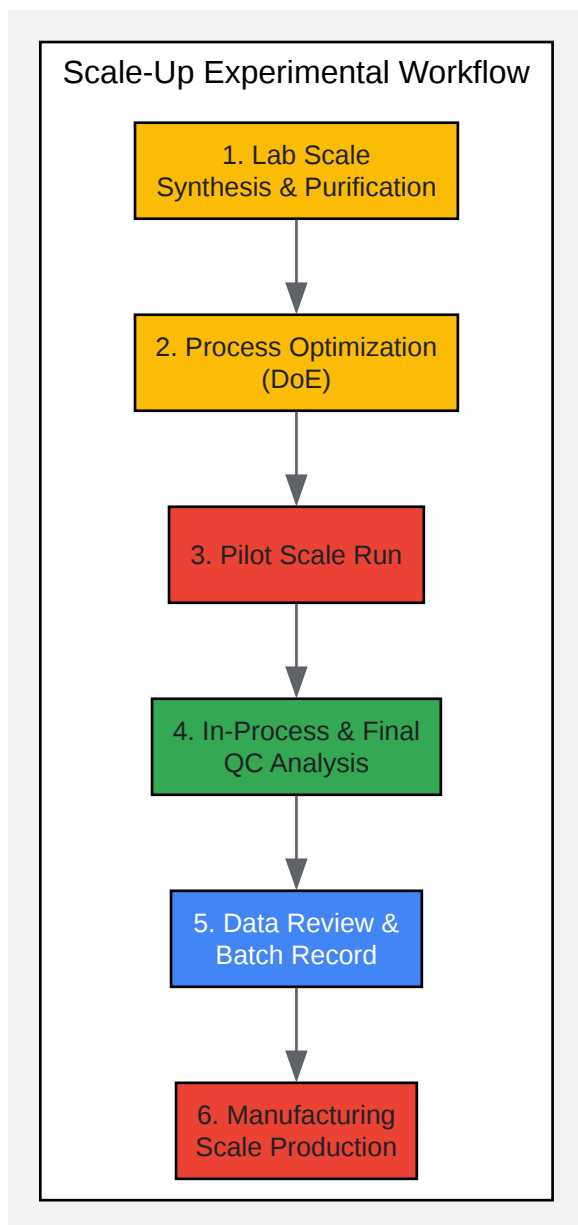 Scale-Up Experimental Workflow
1. Lab Scale
Synthesis & Purification
2. Process Optimization
(DoE)
3. Pilot Scale Run
4. In-Process & Final
QC Analysis
5. Data Review &
Batch Record
6. Manufacturing
Scale Production